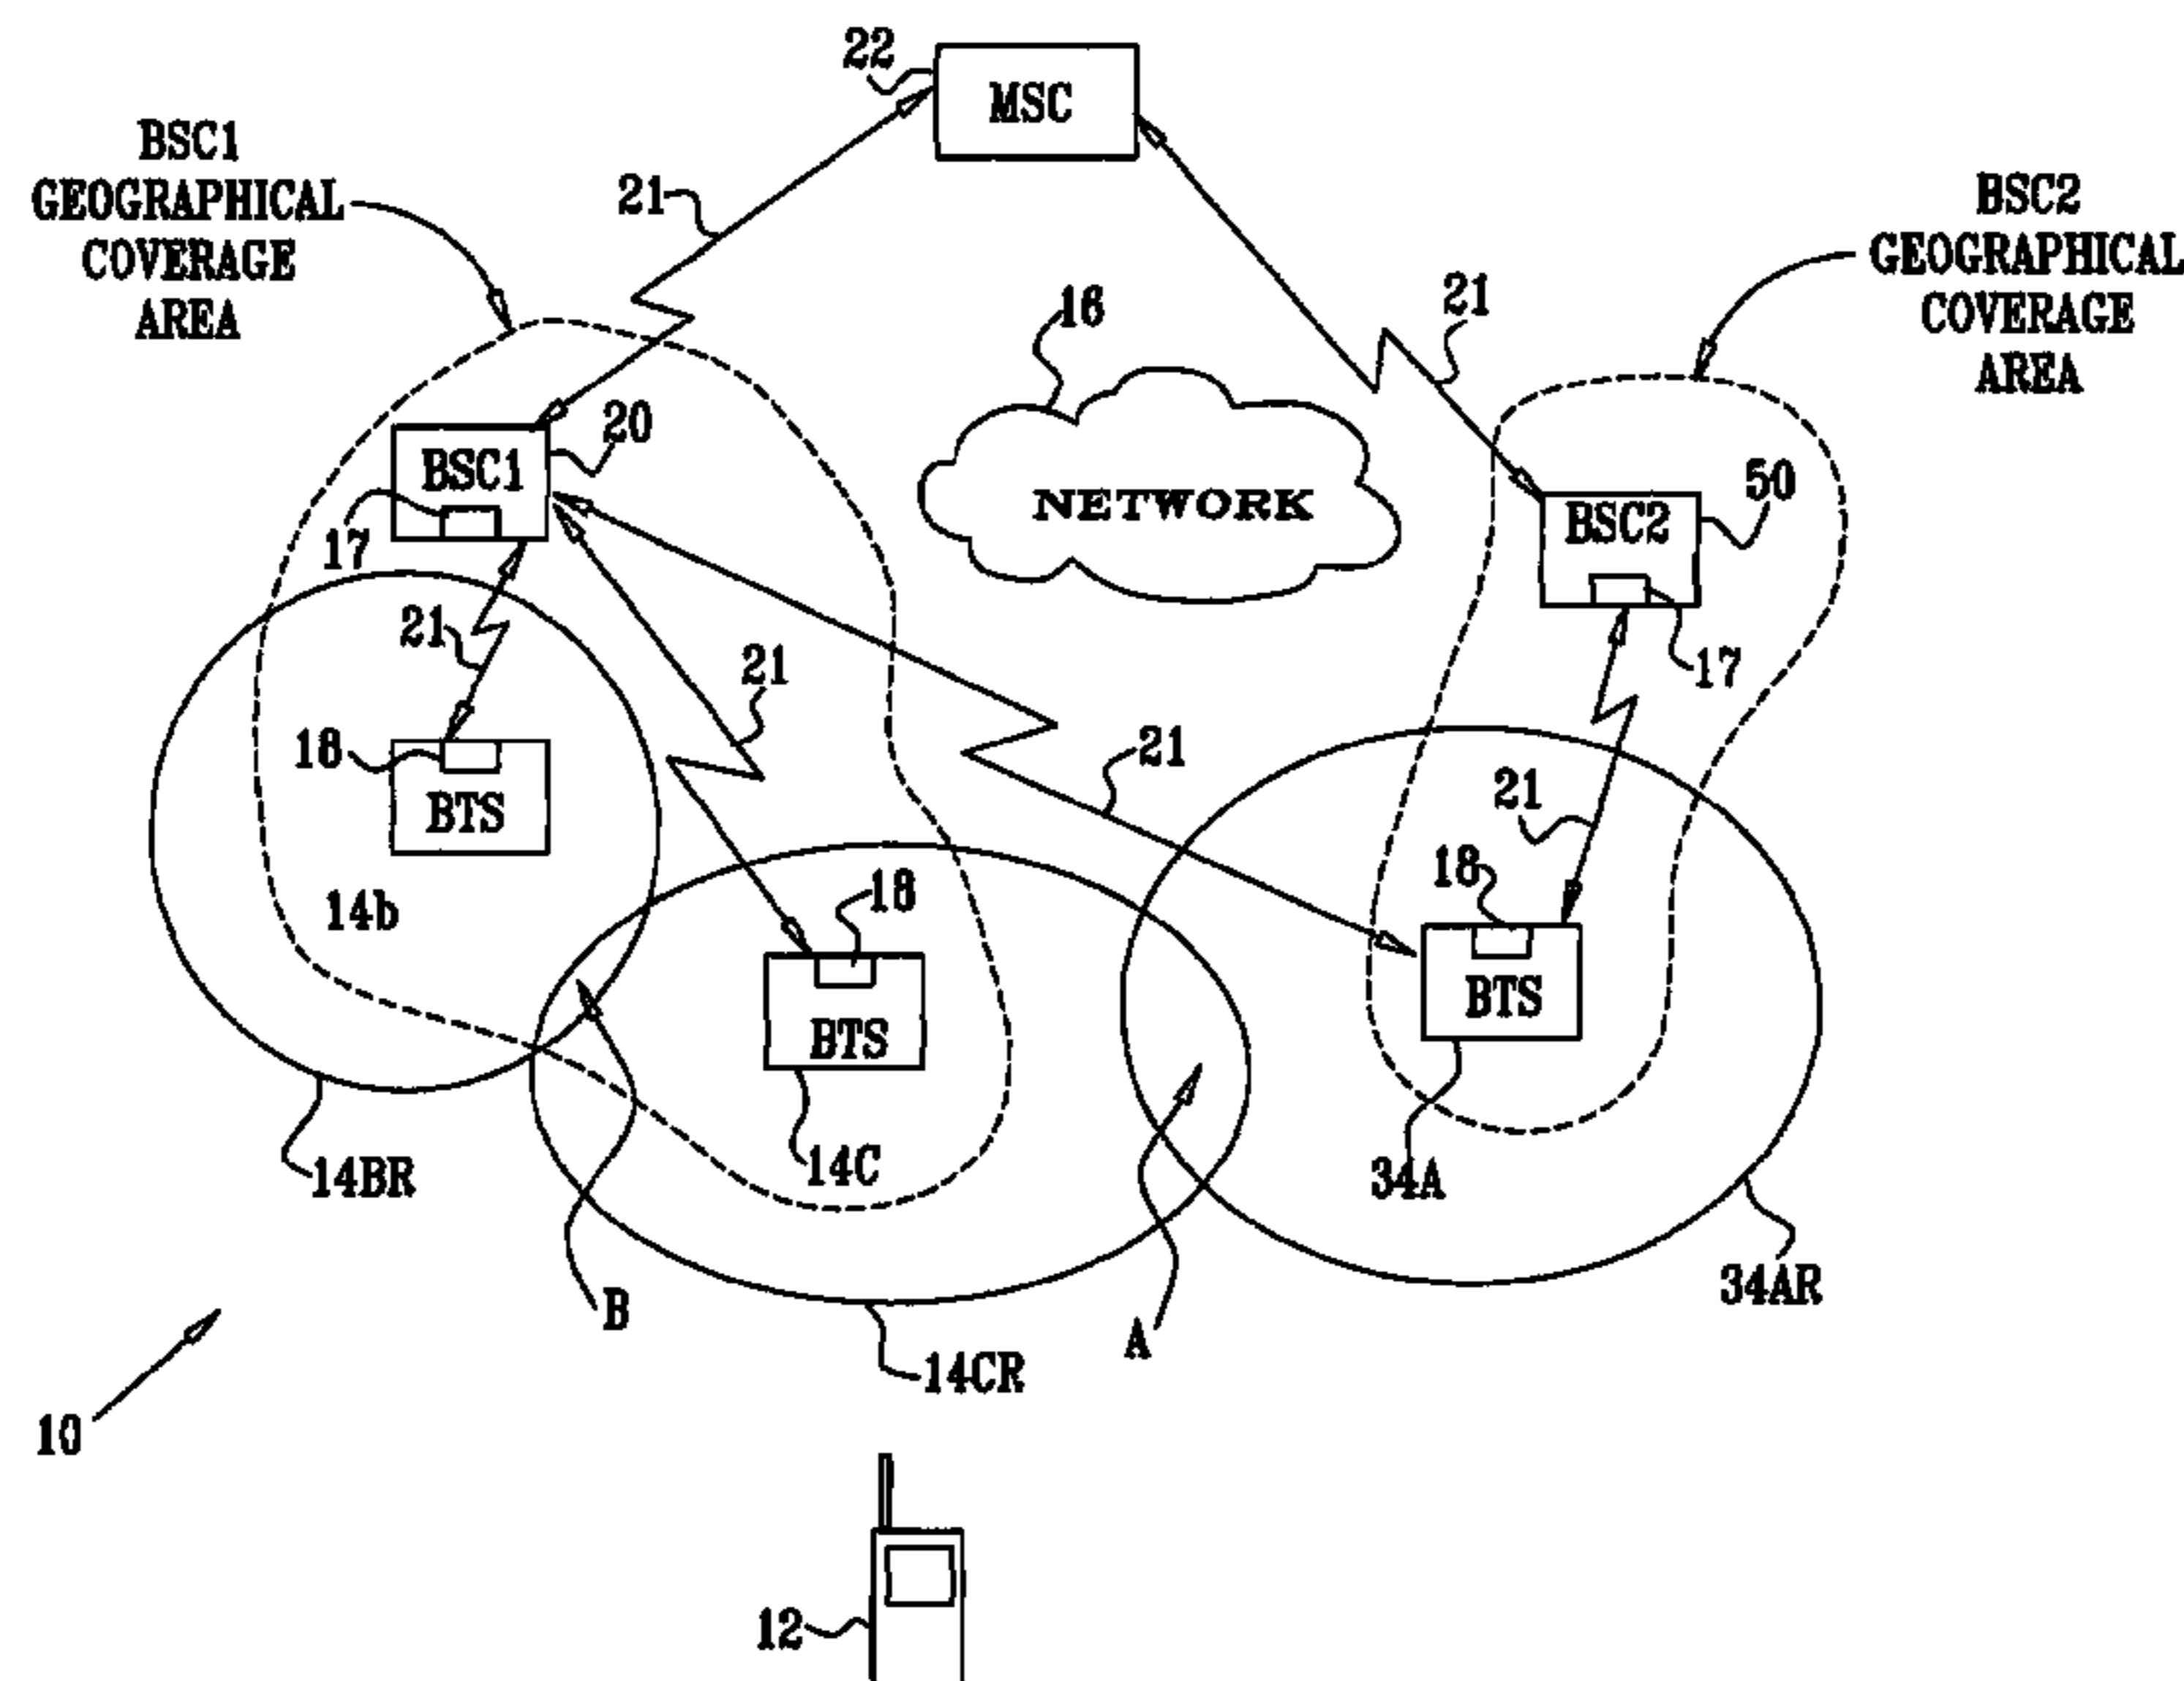 22
MSC
BSC1
GEOGRAPHICAL
COVERAGE
AREA
21
BSC2
GEOGRAPHICAL
COVERAGE
AREA
16
21
NETWORK
20
BSC1
17
50
BSC2
17
21
21
21
21
18
BTS
14b
18
BTS
18
BTS
14BR
14C
34A
34AR
B
A
14CR
10
12